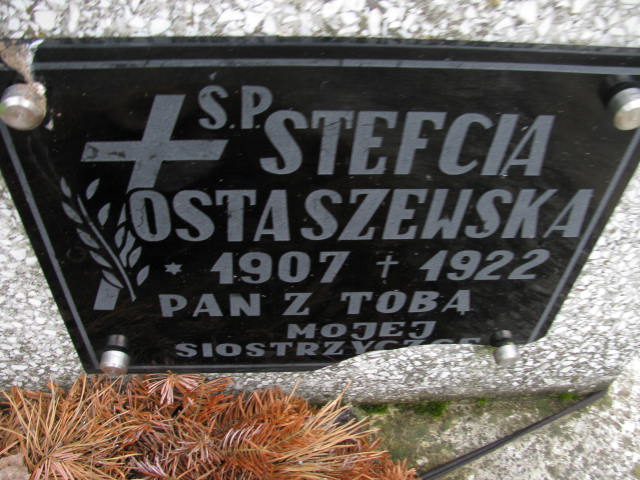 Ś.P. STEFCIA
OSTASZEWSKA
* 1907 † 1922
PAN Z TOBĄ
MOJEJ
SIOSTRZYCZCE